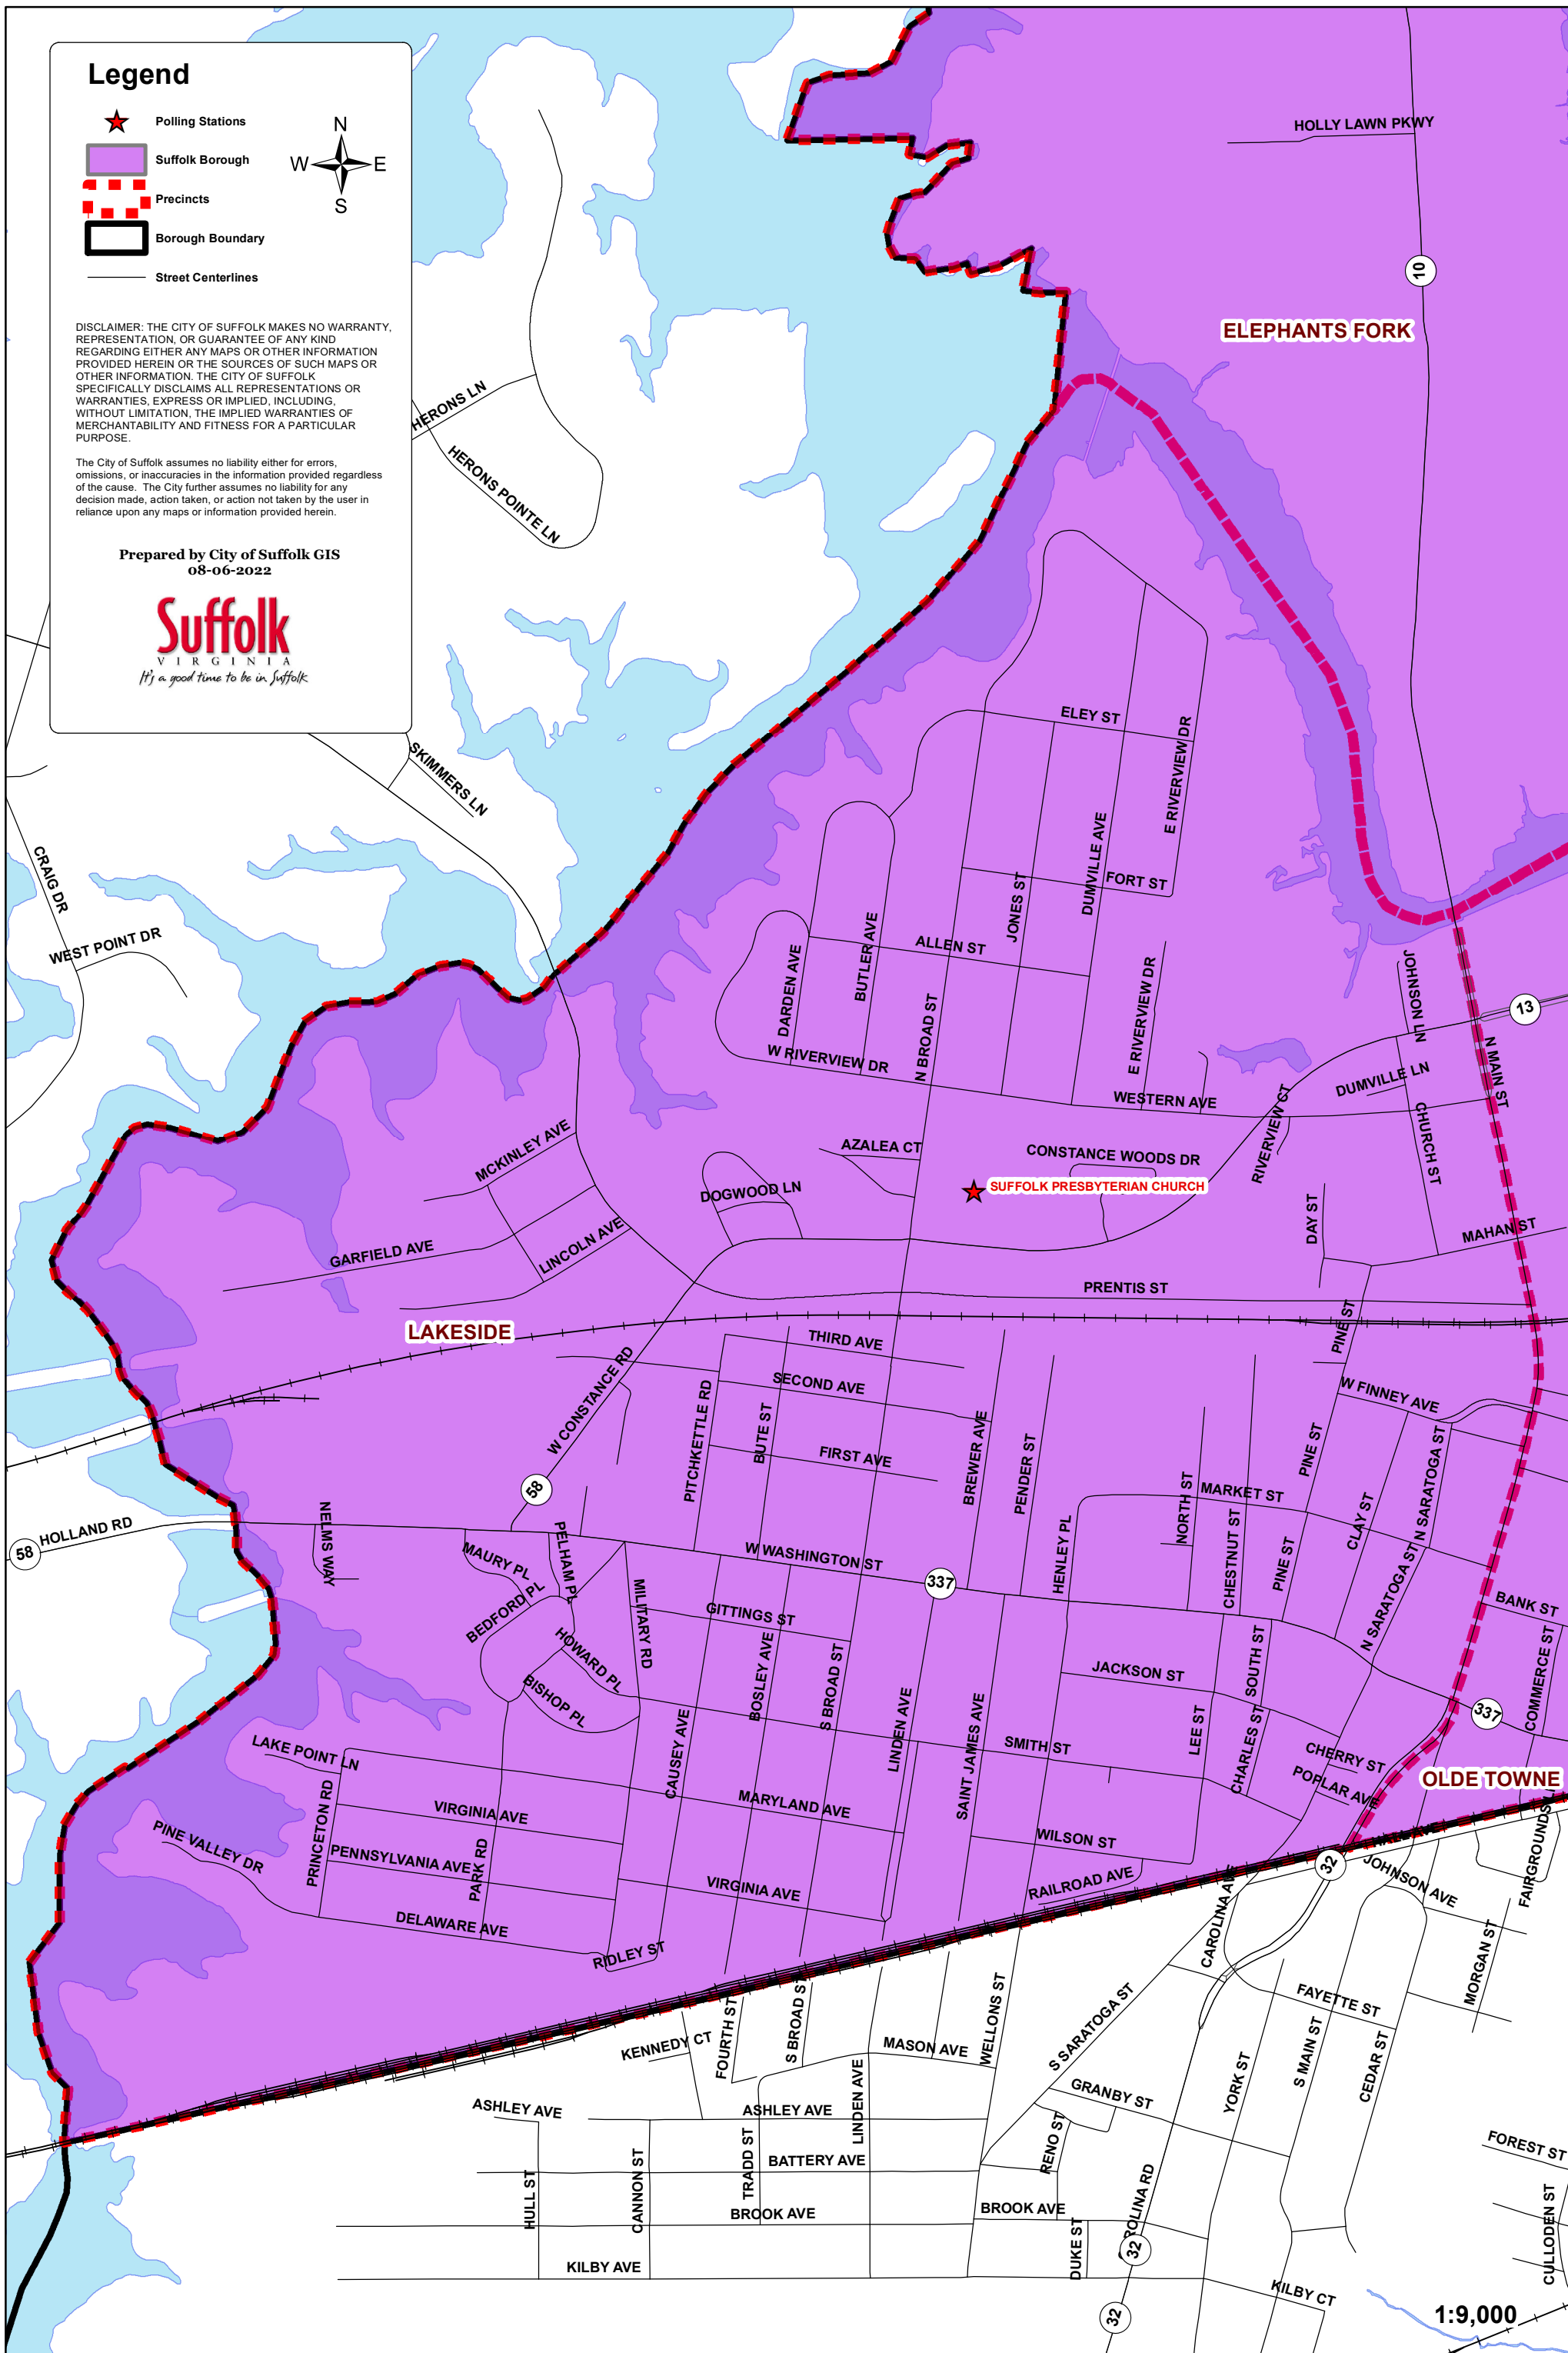 Legend
Polling Stations
Suffolk Borough
Precincts
Borough Boundary
Street Centerlines
N
W
E
S
DISCLAIMER: THE CITY OF SUFFOLK MAKES NO WARRANTY,
REPRESENTATION, OR GUARANTEE OF ANY KIND
REGARDING EITHER ANY MAPS OR OTHER INFORMATION
PROVIDED HEREIN OR THE SOURCES OF SUCH MAPS OR
OTHER INFORMATION. THE CITY OF SUFFOLK
SPECIFICALLY DISCLAIMS ALL REPRESENTATIONS OR
WARRANTIES, EXPRESS OR IMPLIED, INCLUDING,
WITHOUT LIMITATION, THE IMPLIED WARRANTIES OF
MERCHANTABILITY AND FITNESS FOR A PARTICULAR
PURPOSE.
The City of Suffolk assumes no liability either for errors,
omissions, or inaccuracies in the information provided regardless
of the cause. The City further assumes no liability for any
decision made, action taken, or action not taken by the user in
reliance upon any maps or information provided herein.
Prepared by City of Suffolk GIS
08-06-2022
Suffolk
VIRGINIA
It's a good time to be in Suffolk
HOLLY LAWN PKWY
10
ELEPHANTS FORK
HERONS LN
HERONS POINTE LN
SKIMMERS LN
CRAIG DR
WEST POINT DR
ELEY ST
E RIVERVIEW DR
DUMVILLE AVE
FORT ST
JONES ST
ALLEN ST
BUTLER AVE
DARDEN AVE
N BROAD ST
W RIVERVIEW DR
E RIVERVIEW DR
JOHNSON LN
13
N MAIN ST
DUMVILLE LN
WESTERN AVE
RIVERVIEW CT
CHURCH ST
MCKINLEY AVE
AZALEA CT
CONSTANCE WOODS DR
SUFFOLK PRESBYTERIAN CHURCH
DOGWOOD LN
DAY ST
MAHAN ST
GARFIELD AVE
LINCOLN AVE
PRENTIS ST
LAKESIDE
PINE ST
THIRD AVE
SECOND AVE
FIRST AVE
W CONSTANCE RD
PITCHKETTLE RD
BUTE ST
BREWER AVE
PENDER ST
W FINNEY AVE
PINE ST
N SARATOGA ST
58
NORTH ST
MARKET ST
CLAY ST
HOLLAND RD
58
NELMS WAY
MAURY PL
PELHAM PL
W WASHINGTON ST
337
HENLEY PL
CHESTNUT ST
PINE ST
N SARATOGA ST
BANK ST
BEDFORD PL
MILITARY RD
GITTINGS ST
HOWARD PL
BISHOP PL
BOSLEY AVE
S BROAD ST
JACKSON ST
SOUTH ST
COMMERCE ST
337
LINDEN AVE
SAINT JAMES AVE
LEE ST
SMITH ST
CHARLES ST
CHERRY ST
POPLAR AVE
OLDE TOWNE
LAKE POINT LN
CAUSEY AVE
PRINCETON RD
VIRGINIA AVE
MARYLAND AVE
PINE VALLEY DR
PENNSYLVANIA AVE
PARK RD
VIRGINIA AVE
WILSON ST
RAILROAD AVE
DELAWARE AVE
RIDLEY ST
32
JOHNSON AVE
CAROLINA AVE
MORGAN ST
FAYETTE ST
KENNEDY CT
FOURTH ST
S BROAD ST
MASON AVE
WELLONS ST
S SARATOGA ST
S MAIN ST
CEDAR ST
YORK ST
GRANBY ST
ASHLEY AVE
ASHLEY AVE
LINDEN AVE
RENO ST
TRADD ST
BATTERY AVE
FOREST ST
HULL ST
CANNON ST
BROOK AVE
BROOK AVE
DUKE ST
32
CULLODEN ST
KILBY AVE
KILBY CT
32
1:9,000